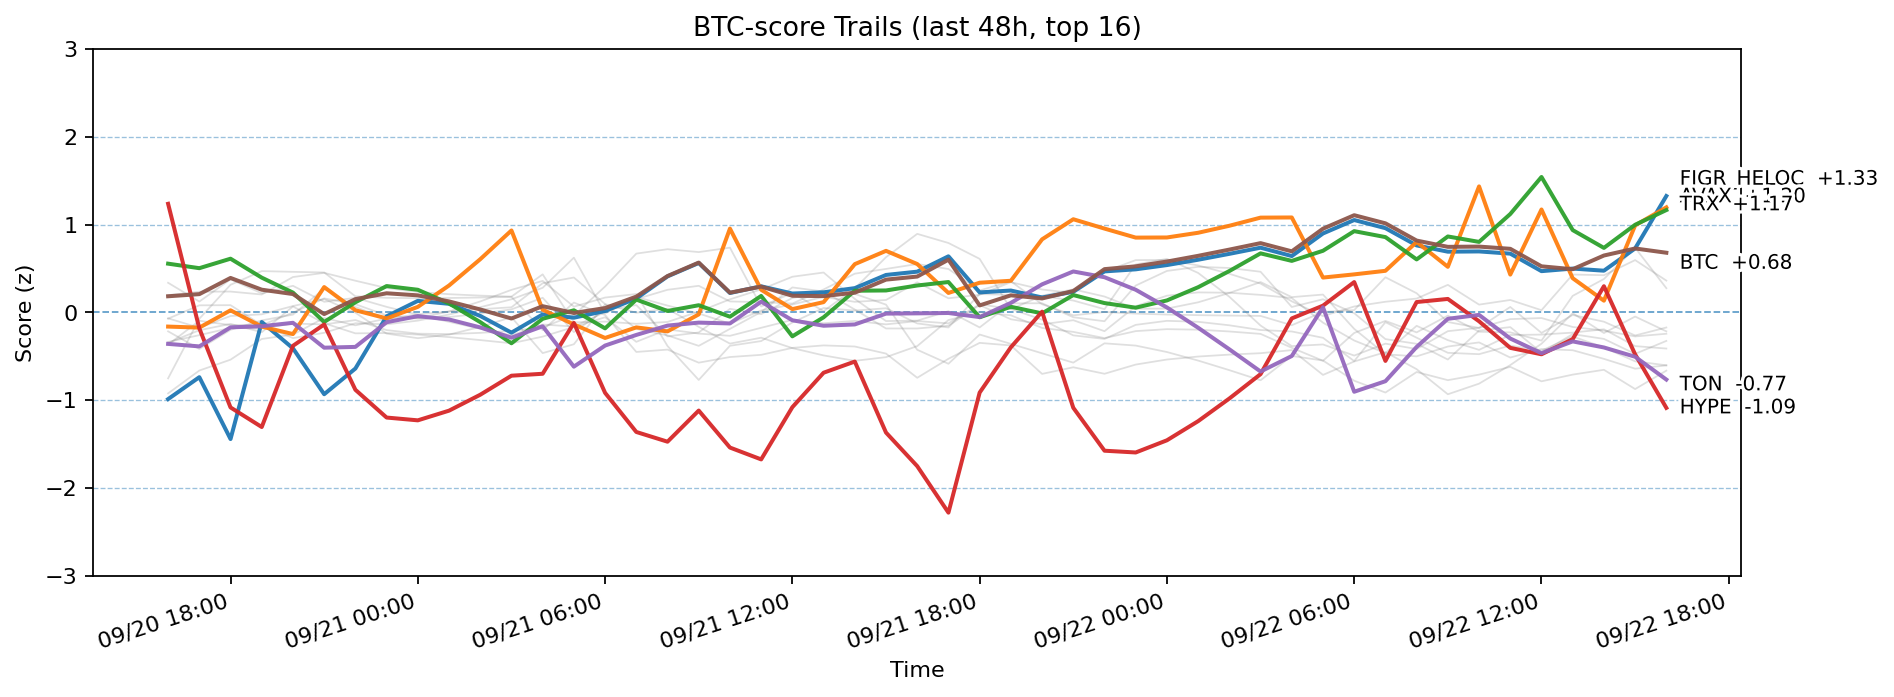 BTC-score Trails (last 48h, top 16)
Score (z)
3
2
1
0
−1
−2
−3
FIGR_HELOC +1.33
AVAX +1.20
TRX +1.17
BTC +0.68
TON -0.77
HYPE -1.09
09/20 18:00
09/21 00:00
09/21 06:00
09/21 12:00
09/21 18:00
09/22 00:00
09/22 06:00
09/22 12:00
09/22 18:00
Time